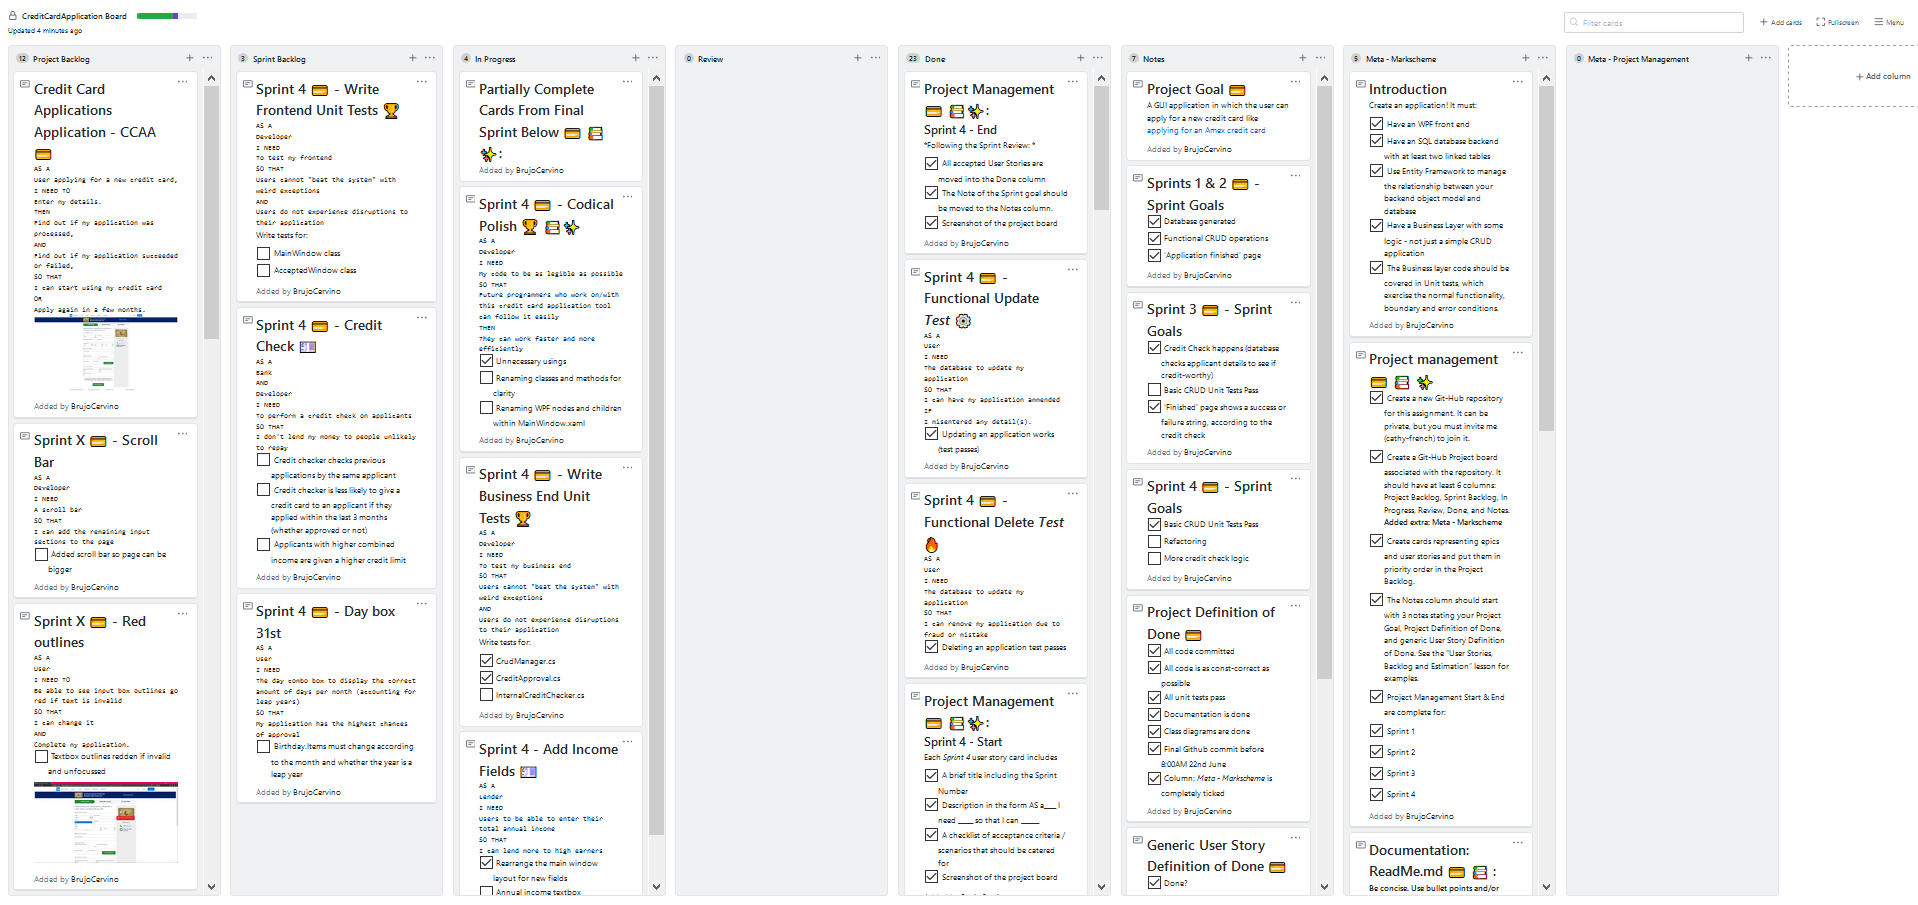 CreditCardApplication Board
Updated 4 minutes ago
Filter cards
Add cards
Fullscreen
Menu
12 Project Backlog
Credit Card
Applications
Application - CCAA
AS A
User applying for a new credit card,
I NEED TO
Enter my details.
THEN
Find out if my application was
processed,
AND
Find out if my application succeeded
or failed,
SO THAT
I can start using my credit card
OR
Apply again in a few months.
Added by BrujoCervino
Sprint X - Scroll
Bar
AS A
Developer
I NEED
A scroll bar
SO THAT
I can add the remaining input
sections to the page
Added scroll bar so page can be
bigger
Added by BrujoCervino
Sprint X - Red
outlines
AS A
User
I NEED TO
Be able to see input box outlines go
red if text is invalid
SO THAT
I can change it
AND
Complete my application.
Textbox outlines redden if invalid
and unfocussed
Added by BrujoCervino
3 Sprint Backlog
Sprint 4 - Write
Frontend Unit Tests
AS A
Developer
I NEED
To test my frontend
SO THAT
Users cannot "beat the system" with
weird exceptions
AND
Users do not experience disruptions to
their application
Write tests for:
MainWindow class
AcceptedWindow class
Added by BrujoCervino
Sprint 4 - Credit
Check
AS A
Bank
AND
Developer
I NEED
To perform a credit check on applicants
SO THAT
I don't lend my money to people unlikely
to repay
Credit checker checks previous
applications by the same applicant
Credit checker is less likely to give a
credit card to an applicant if they
applied within the last 3 months
(whether approved or not)
Applicants with higher combined
income are given a higher credit limit
Added by BrujoCervino
Sprint 4 - Day box
31st
AS A
User
I NEED
The day combo box to display the correct
amount of days per month (accounting for
leap years)
SO THAT
My application has the highest chances
of approval
Birthday.Items must change according
to the month and whether the year is a
leap year
Added by BrujoCervino
4 In Progress
Partially Complete
Cards From Final
Sprint Below
:
Added by BrujoCervino
Sprint 4 - Codical
Polish
AS A
Developer
I NEED
My code to be as legible as possible
SO THAT
Future programmers who work on/with
this credit card application tool
can follow it easily
THEN
They can work faster and more
efficiently
Unnecessary usings
Renaming classes and methods for
clarity
Renaming WPF nodes and children
within MainWindow.xaml
Added by BrujoCervino
Sprint 4 - Write
Business End Unit
Tests
AS A
Developer
I NEED
To test my business end
SO THAT
Users cannot "beat the system" with
weird exceptions
AND
Users do not experience disruptions
to their application
Write tests for:
CrudManager.cs
CreditApproval.cs
InternalCreditChecker.cs
Added by BrujoCervino
Sprint 4 - Add Income
Fields
AS A
Lender
I NEED
Users to be able to enter their
total annual income
SO THAT
I can lend more to high earners
Rearrange the main window
layout for new fields
Annual income textbox
0 Review
23 Done
Project Management
:
Sprint 4 - End
*Following the Sprint Review: *
All accepted User Stories are
moved into the Done column
The Note of the Sprint goal should
be moved to the Notes column.
Screenshot of the project board
Added by BrujoCervino
Sprint 4 -
Functional Update
Test
AS A
User
I NEED
The database to update my
application
SO THAT
I can have my application ammended
IF
I misentered any detail(s).
Updating an application works
(test passes)
Added by BrujoCervino
Sprint 4 -
Functional Delete Test
AS A
User
I NEED
The database to update my
application
SO THAT
I can remove my application due to
fraud or mistake
Deleting an application test passes
Added by BrujoCervino
Project Management
:
Sprint 4 - Start
Each Sprint 4 user story card includes
A brief title including the Sprint
Number
Description in the form AS a___ I
need ____ so that I can _____
A checklist of acceptance criteria /
scenarios that should be catered
for
Screenshot of the project board
7 Notes
Project Goal
A GUI application in which the user can
apply for a new credit card like
applying for an Amex credit card
Added by BrujoCervino
Sprints 1 & 2 -
Sprint Goals
Database generated
Functional CRUD operations
'Application finished' page
Added by BrujoCervino
Sprint 3 - Sprint
Goals
Credit Check happens (database
checks applicant details to see if
credit-worthy)
Basic CRUD Unit Tests Pass
'Finished' page shows a success or
failure string, according to the
credit check
Added by BrujoCervino
Sprint 4 - Sprint
Goals
Basic CRUD Unit Tests Pass
Refactoring
More credit check logic
Added by BrujoCervino
Project Definition of
Done
All code committed
All code is as const-correct as
possible
All unit tests pass
Documentation is done
Class diagrams are done
Final Github commit before
8:00AM 22nd June
Column: Meta - Markscheme is
completely ticked
Added by BrujoCervino
Generic User Story
Definition of Done
Done?
5 Meta - Markscheme
Introduction
Create an application! It must:
Have an WPF front end
Have an SQL database backend
with at least two linked tables
Use Entity Framework to manage
the relationship between your
backend object model and
database
Have a Business Layer with some
logic - not just a simple CRUD
application
The Business layer code should be
covered in Unit tests, which
exercise the normal functionality,
boundary and error conditions.
Added by BrujoCervino
Project management
Create a new Git-Hub repository
for this assignment. It can be
private, but you must invite me
(cathy-french) to join it.
Create a Git-Hub Project board
associated with the repository. It
should have at least 6 columns:
Project Backlog, Sprint Backlog, In
Progress, Review, Done, and Notes.
Added extra: Meta - Markscheme
Create cards representing epics
and user stories and put them in
priority order in the Project
Backlog.
The Notes column should start
with 3 notes stating your Project
Goal, Project Definition of Done,
and generic User Story Definition
of Done. See the "User Stories,
Backlog and Estimation" lesson for
examples.
Project Management Start & End
are complete for:
Sprint 1
Sprint 2
Sprint 3
Sprint 4
Added by BrujoCervino
Documentation:
ReadMe.md :
Be concise. Use bullet points and/or
0 Meta - Project Management
Add column